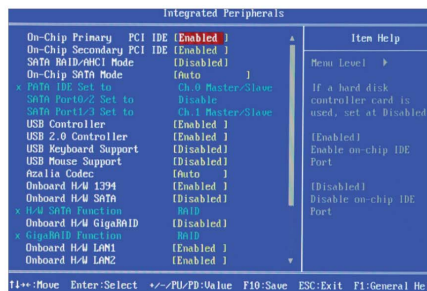 Integrated Peripherals
On-Chip Primary PCI IDE [Enabled ]
On-Chip Secondary PCI IDE [Enabled ]
SATA RAID/AHCI Mode [Disabled]
On-Chip SATA Mode [Auto ]
x PATA IDE Set to Ch.0 Master/Slave
x SATA Port0/2 Set to Disable
x SATA Port1/3 Set to Ch.1 Master/Slave
USB Controller [Enabled ]
USB 2.0 Controller [Enabled ]
USB Keyboard Support [Disabled]
USB Mouse Support [Disabled]
Azalia Codec [Auto ]
Onboard H/W 1394 [Enabled ]
Onboard H/W SATA [Disabled]
x H/W SATA Function RAID
Onboard H/W GigaRAID [Disabled]
x GigaRAID Function RAID
Onboard H/W LAN1 [Enabled ]
Onboard H/W LAN2 [Enabled ]
Item Help
Menu Level
If a hard disk
controller card is
used, set at Disabled
[Enabled]
Enable on-chip IDE
Port
[Disabled]
Disable on-chip IDE
Port
↑↓→←:Move Enter:Select +/-/PU/PD:Value F10:Save ESC:Exit F1:General He